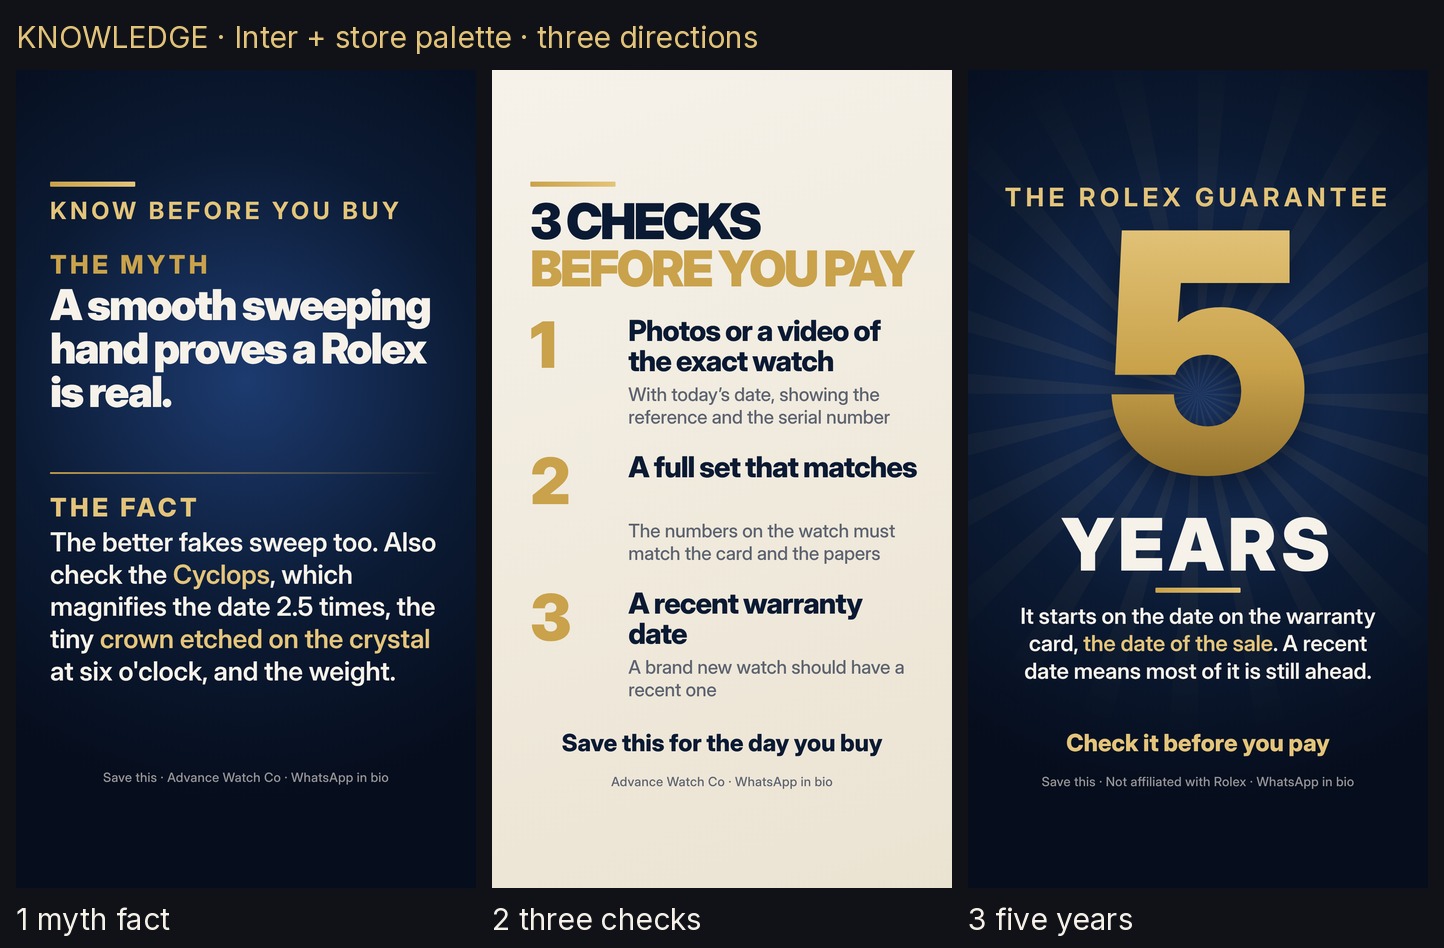 KNOWLEDGE · Inter + store palette · three directions
KNOW BEFORE YOU BUY
THE MYTH
A smooth sweeping
hand proves a Rolex
is real.
THE FACT
The better fakes sweep too. Also
check the Cyclops, which
magnifies the date 2.5 times, the
tiny crown etched on the crystal
at six o'clock, and the weight.
Save this · Advance Watch Co · WhatsApp in bio
1 myth fact
3 CHECKS
BEFORE YOU PAY
1
Photos or a video of
the exact watch
With today’s date, showing the
reference and the serial number
2
A full set that matches
The numbers on the watch must
match the card and the papers
3
A recent warranty
date
A brand new watch should have a
recent one
Save this for the day you buy
Advance Watch Co · WhatsApp in bio
2 three checks
THE ROLEX GUARANTEE
5
YEARS
It starts on the date on the warranty
card, the date of the sale. A recent
date means most of it is still ahead.
Check it before you pay
Save this · Not affiliated with Rolex · WhatsApp in bio
3 five years